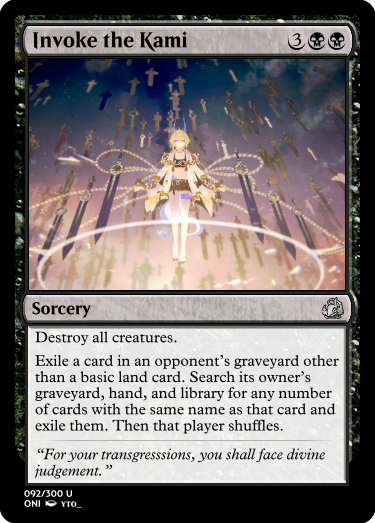 Invoke the Kami 3
Sorcery
Destroy all creatures.
Exile a card in an opponent's graveyard other
than a basic land card. Search its owner's
graveyard, hand, and library for any number
of cards with the same name as that card and
exile them. Then that player shuffles.
“For your transgresssions, you shall face divine
judgement.”
092/300 U
ONI YTO_